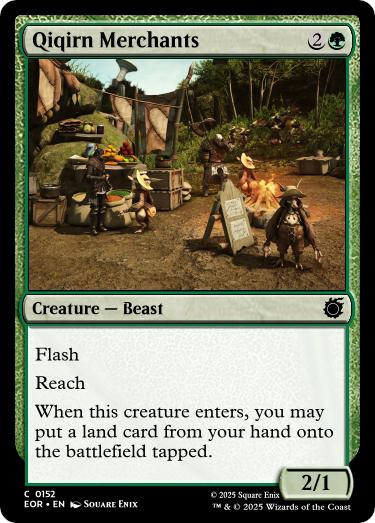 Qiqirn Merchants 2
Creature — Beast
Flash
Reach
When this creature enters, you may
put a land card from your hand onto
the battlefield tapped.
2/1
C 0152
EOR • EN SQUARE ENIX
© 2025 Square Enix
™ & © 2025 Wizards of the Coast